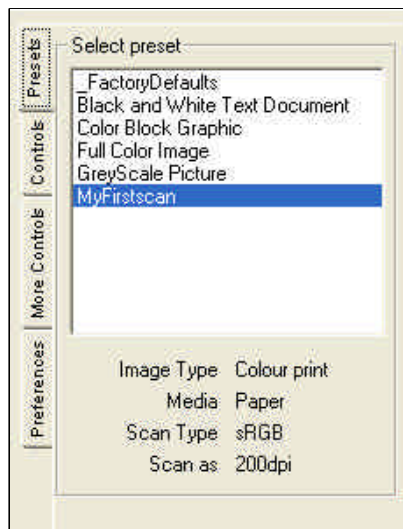 Presets
Controls
More Controls
Preferences
Select preset
_FactoryDefaults
Black and White Text Document
Color Block Graphic
Full Color Image
GreyScale Picture
MyFirstscan
Image Type Colour print
Media Paper
Scan Type sRGB
Scan as 200dpi